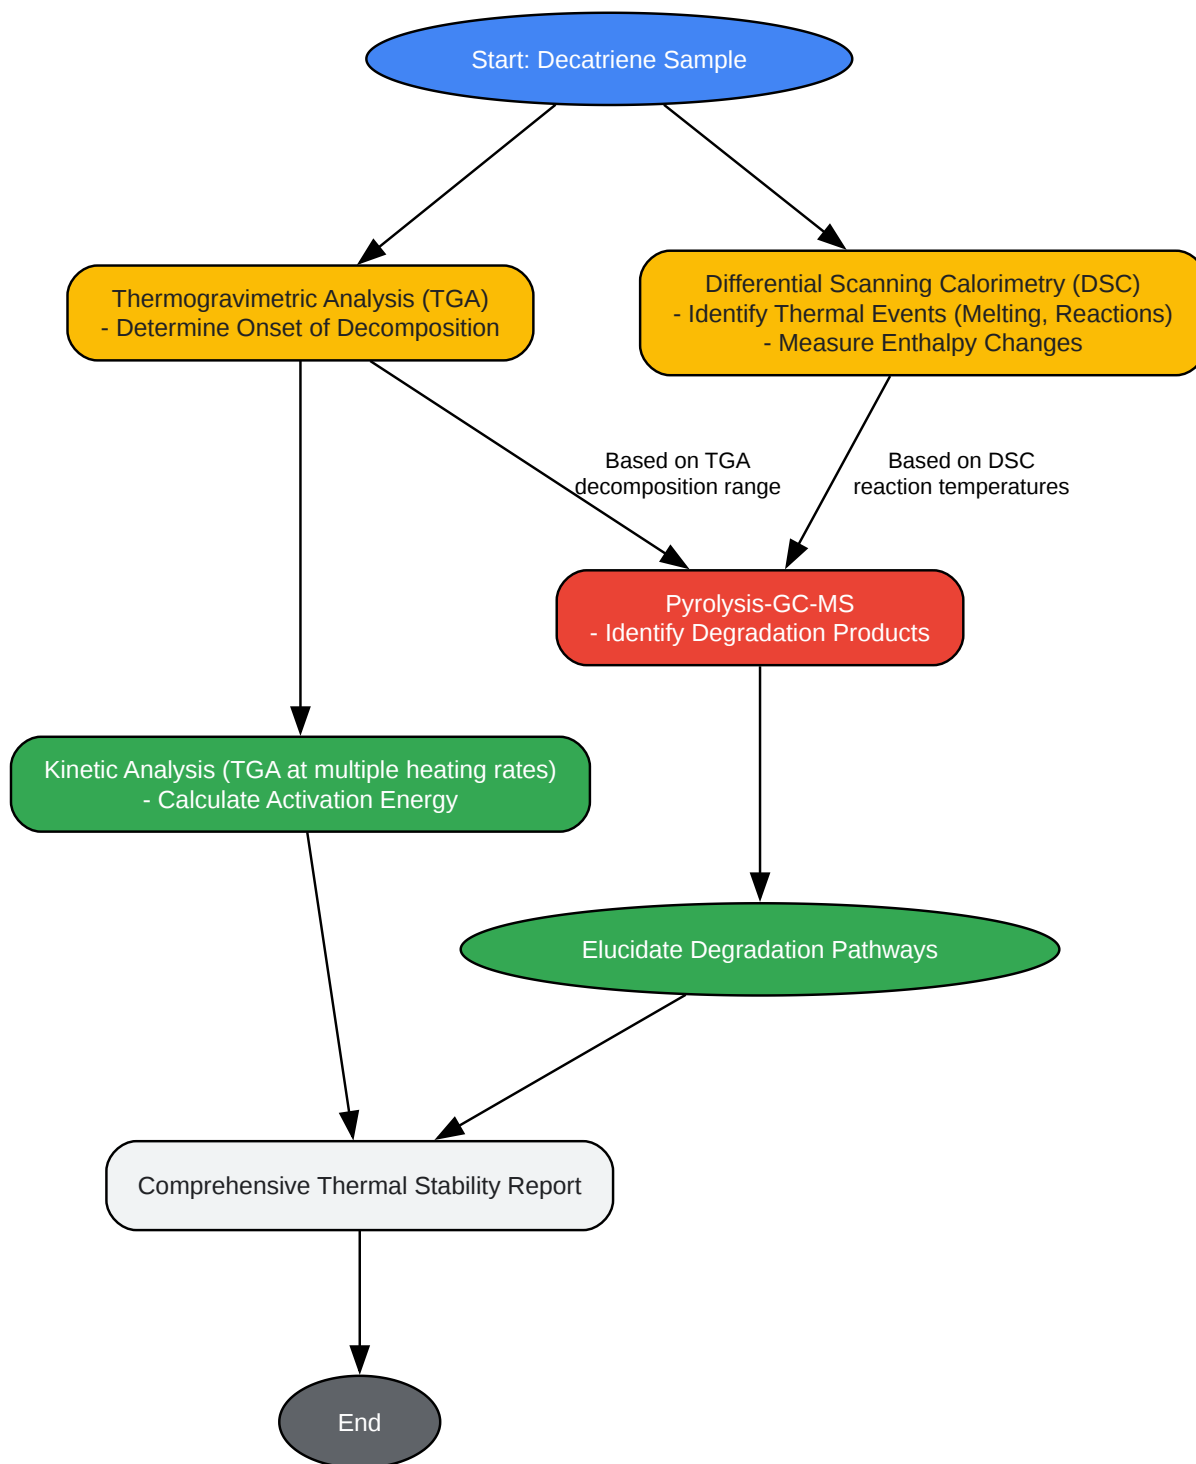 Start: Decatriene Sample
Thermogravimetric Analysis (TGA)
- Determine Onset of Decomposition
Differential Scanning Calorimetry (DSC)
- Identify Thermal Events (Melting, Reactions)
- Measure Enthalpy Changes
Based on TGA
decomposition range
Based on DSC
reaction temperatures
Pyrolysis-GC-MS
- Identify Degradation Products
Kinetic Analysis (TGA at multiple heating rates)
- Calculate Activation Energy
Elucidate Degradation Pathways
Comprehensive Thermal Stability Report
End